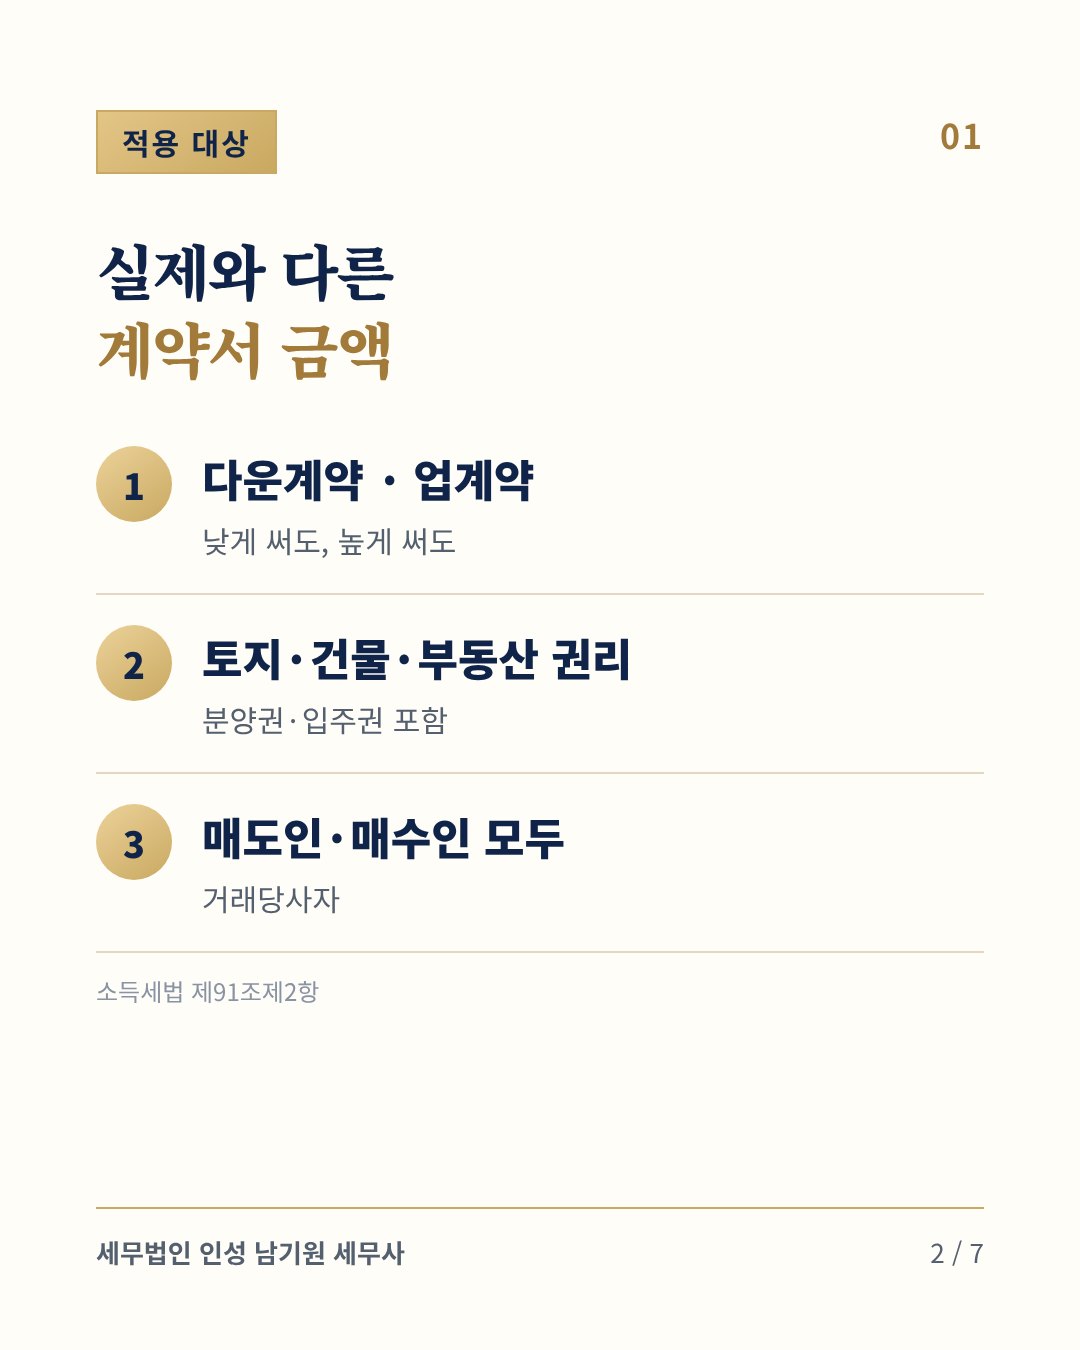 적용 대상
01
실제와 다른
계약서 금액
1
다운계약 · 업계약
낮게 써도, 높게 써도
2
토지·건물·부동산 권리
분양권·입주권 포함
3
매도인·매수인 모두
거래당사자
소득세법 제91조제2항
세무법인 인성 남기원 세무사
2 / 7